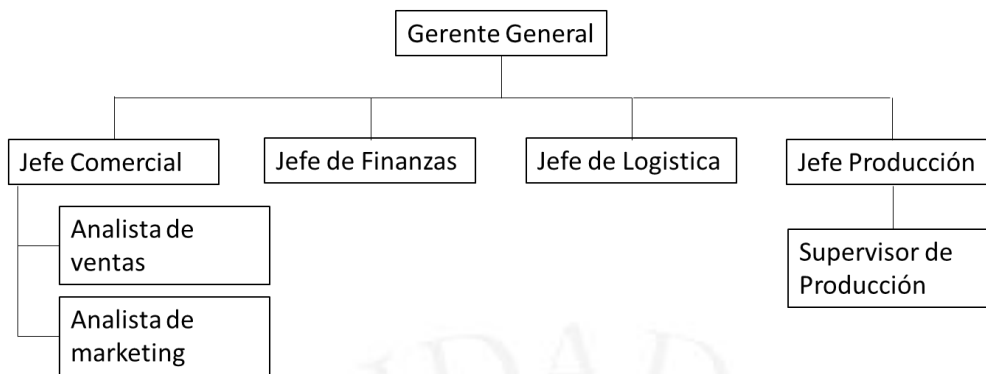 Gerente General
Jefe Comercial
Jefe de Finanzas
Jefe de Logistica
Jefe Producción
Analista de
ventas
Supervisor de
Producción
Analista de
marketing